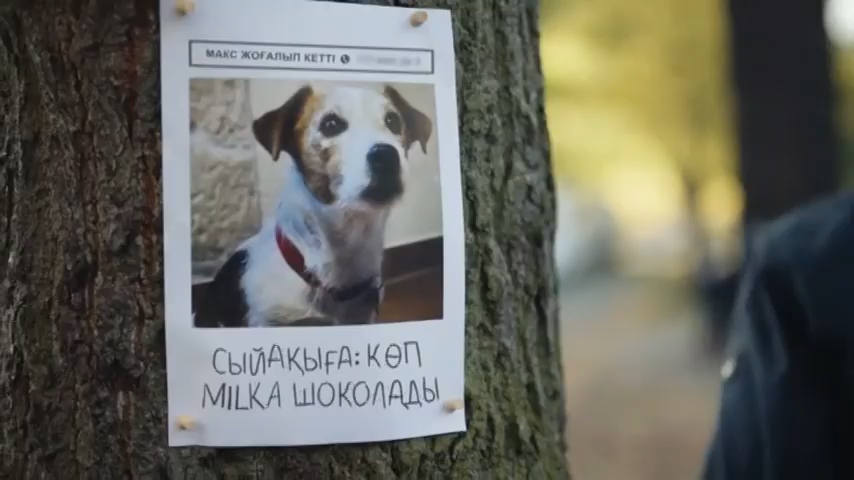 МАКС ЖОҒАЛЫП КЕТТІ
СЫЙАҚЫҒА: КӨП
MILKA ШОКОЛАДЫ